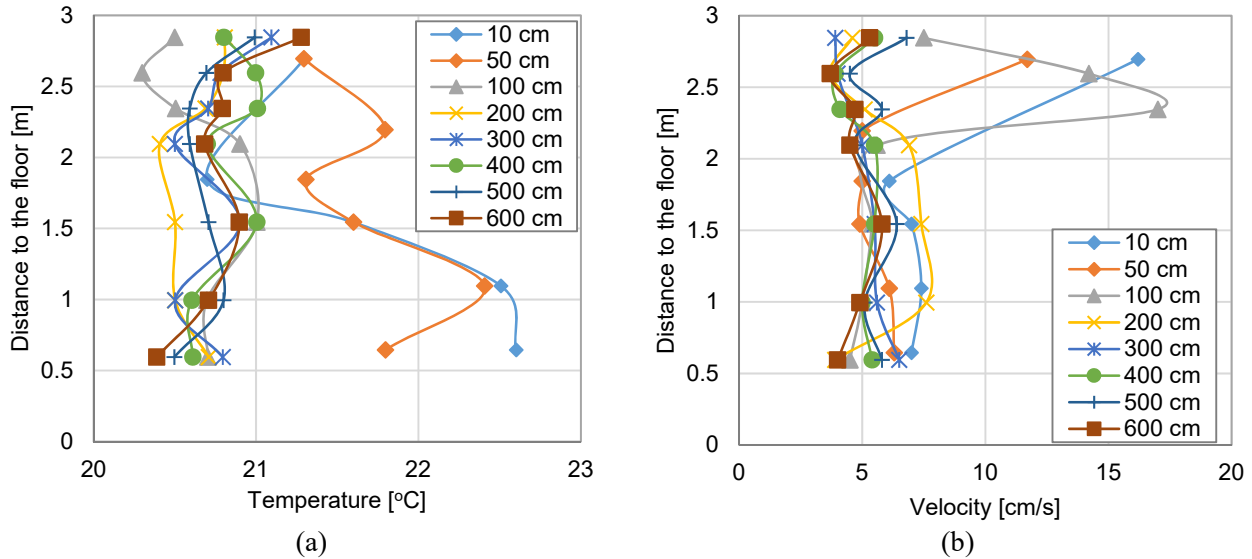 3
2.5
2
1.5
1
0.5
0
Distance to the floor [m]
20
21
22
23
Temperature [°C]
10 cm
50 cm
100 cm
200 cm
300 cm
400 cm
500 cm
600 cm
(a)
3
2.5
2
1.5
1
0.5
0
Distance to the floor [m]
0
5
10
15
20
Velocity [cm/s]
10 cm
50 cm
100 cm
200 cm
300 cm
400 cm
500 cm
600 cm
(b)